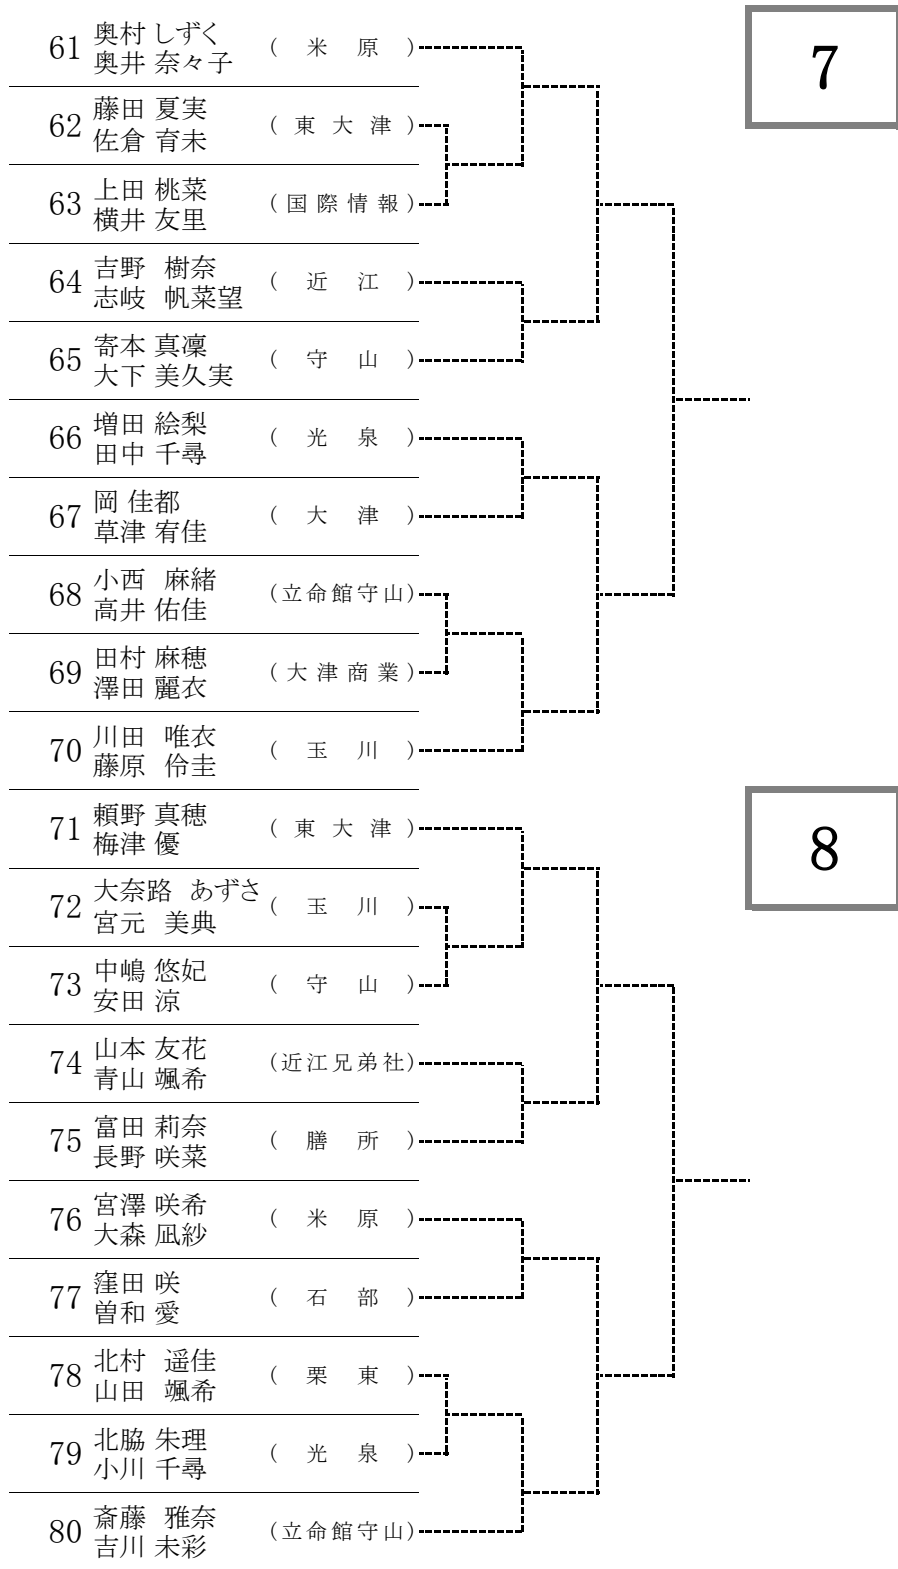 7
61 奥村 しずく 奥井 奈々子 ( 米 原 )
62 藤田 夏実 佐倉 育未 ( 東 大 津 )
63 上田 桃菜 横井 友里 ( 国 際 情 報 )
64 吉野 樹奈 志岐 帆菜望 ( 近 江 )
65 寄本 真凜 大下 美久実 ( 守 山 )
66 増田 絵梨 田中 千尋 ( 光 泉 )
67 岡 佳都 草津 宥佳 ( 大 津 )
68 小西 麻緒 高井 佑佳 (立命館守山)
69 田村 麻穂 澤田 麗衣 ( 大 津 商 業 )
70 川田 唯衣 藤原 伶圭 ( 玉 川 )
8
71 頼野 真穂 梅津 優 ( 東 大 津 )
72 大奈路 あずさ 宮元 美典 ( 玉 川 )
73 中嶋 悠妃 安田 涼 ( 守 山 )
74 山本 友花 青山 颯希 (近江兄弟社)
75 富田 莉奈 長野 咲菜 ( 膳 所 )
76 宮澤 咲希 大森 凪紗 ( 米 原 )
77 窪田 咲 曽和 愛 ( 石 部 )
78 北村 遥佳 山田 颯希 ( 栗 東 )
79 北脇 朱理 小川 千尋 ( 光 泉 )
80 斎藤 雅奈 吉川 未彩 (立命館守山)